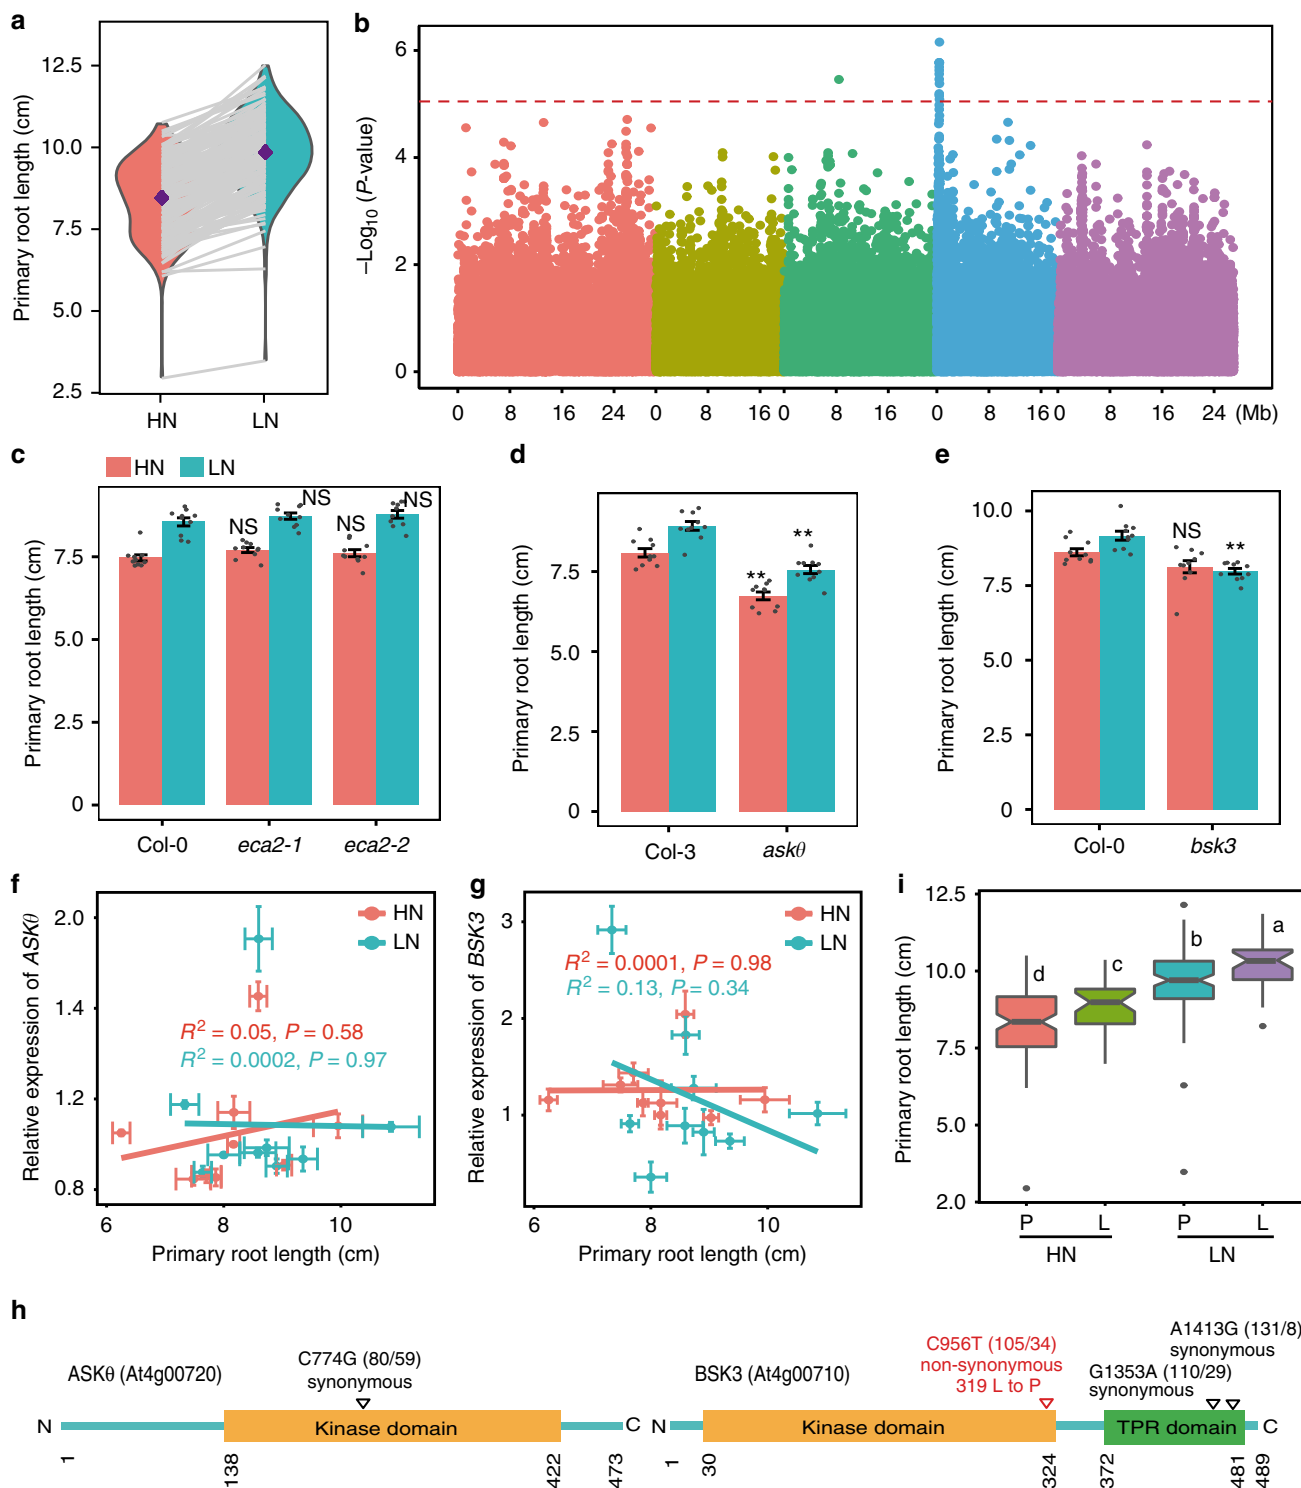 a
12.5
10.0
7.5
5.0
2.5
Primary root length (cm)
HN
LN
b
6
4
2
0
–Log10 (P-value)
0 8 16 24 0 8 16 0 8 16 0 8 16 0 8 16 24 (Mb)
c
HN LN
7.5
5.0
2.5
0
Primary root length (cm)
NS NS NS NS
Col-0 eca2-1 eca2-2
d
7.5
5.0
2.5
0
Primary root length (cm)
** **
Col-3 askθ
e
10.0
7.5
5.0
2.5
0
Primary root length (cm)
NS **
Col-0 bsk3
f
2.0
1.4
1.2
0.8
Relative expression of ASKθ
HN
LN
R2 = 0.05, P = 0.58
R2 = 0.0002, P = 0.97
6 8 10
Primary root length (cm)
g
3
2
1
Relative expression of BSK3
HN
LN
R2 = 0.0001, P = 0.98
R2 = 0.13, P = 0.34
6 8 10
Primary root length (cm)
i
12.5
10.0
7.5
5.0
2.0
Primary root length (cm)
d c b a
P L P L
HN LN
h
ASKθ (At4g00720)
C774G (80/59)
synonymous
N Kinase domain C
1 138 422 473
BSK3 (At4g00710)
C956T (105/34)
non-synonymous
319 L to P
A1413G (131/8)
synonymous
G1353A (110/29)
synonymous
N Kinase domain TPR domain C
1 30 324 372 481 489